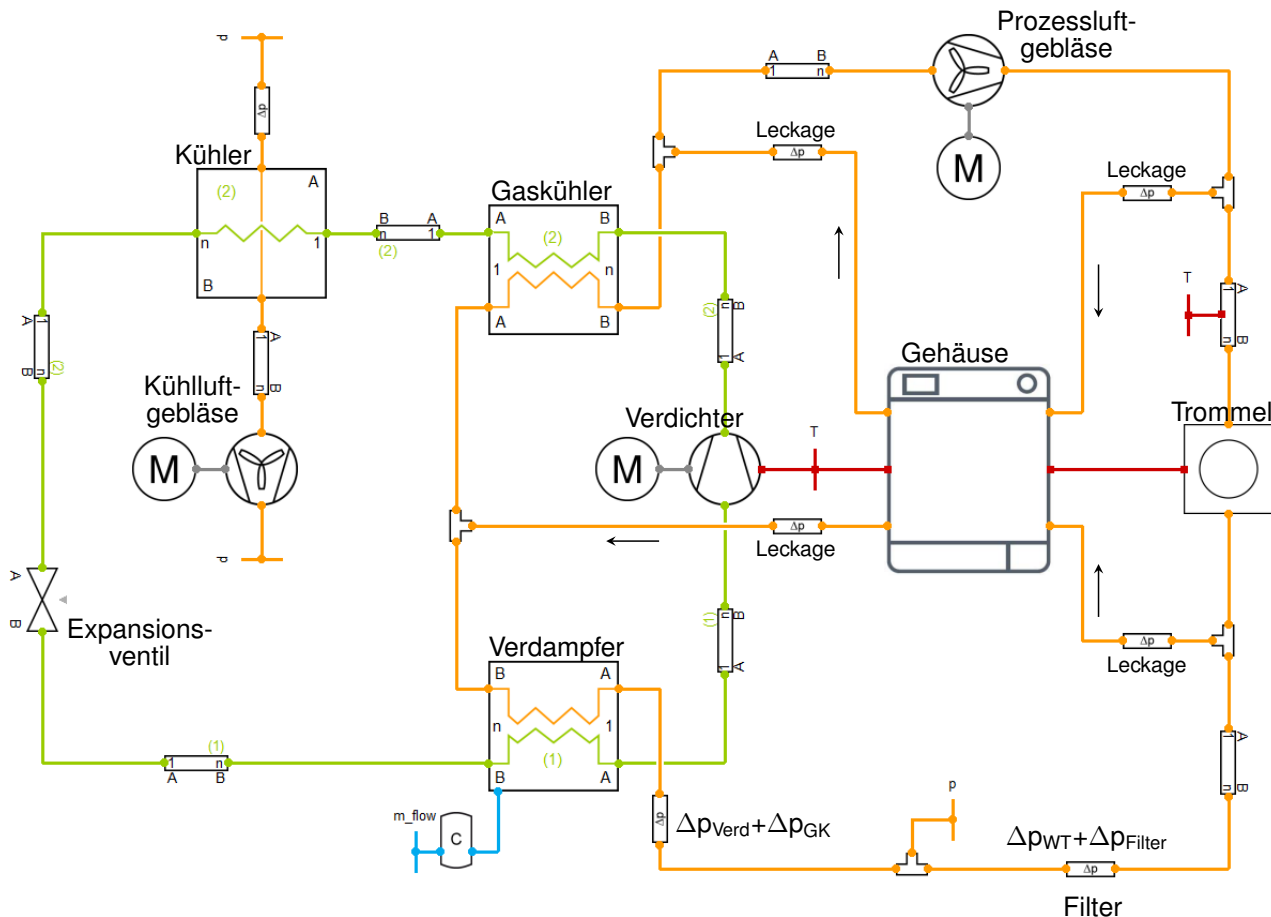 Prozessluft-
gebläse
p
A B
1 n
Δp
Leckage
Δp
M
Kühler
(2)
A
n
1
B
Gaskühler
B A
n 1
(2)
A B
(2)
1 n
A B
Leckage
Δp
T
A
1
n
B
A
1
n
B
(2)
B
n
(2)
1
A
A
1
n
B
Kühlluft-
gebläse
M
Gehäuse
Verdichter
M
T
Trommel
p
Δp
Leckage
A
B
Expansions-
ventil
B
n
(1)
1
A
Verdampfer
B A
n 1
(1)
B A
Δp
Leckage
(1)
1 n
A B
A
1
n
B
m_flow
C
Δp
ΔpVerd+ΔpGK
p
ΔpWT+ΔpFilter
Δp
Filter